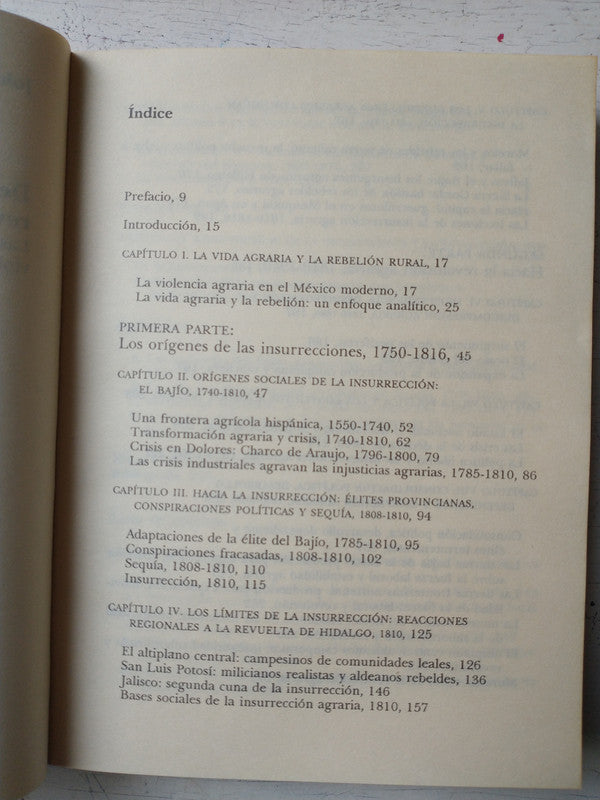 Índice
Prefacio, 9
Introducción, 15
CAPÍTULO I. LA VIDA AGRARIA Y LA REBELIÓN RURAL, 17
La violencia agraria en el México moderno, 17
La vida agraria y la rebelión: un enfoque analítico, 25
PRIMERA PARTE:
Los orígenes de las insurrecciones, 1750-1816, 45
CAPÍTULO II. ORÍGENES SOCIALES DE LA INSURRECCIÓN:
EL BAJÍO, 1740-1810, 47
Una frontera agrícola hispánica, 1550-1740, 52
Transformación agraria y crisis, 1740-1810, 62
Crisis en Dolores: Charco de Araujo, 1796-1800, 79
Las crisis industriales agravan las injusticias agrarias, 1785-1810, 86
CAPÍTULO III. HACIA LA INSURRECCIÓN: ÉLITES PROVINCIANAS,
CONSPIRACIONES POLÍTICAS Y SEQUÍA, 1808-1810, 94
Adaptaciones de la élite del Bajío, 1785-1810, 95
Conspiraciones fracasadas, 1808-1810, 102
Sequía, 1808-1810, 110
Insurrección, 1810, 115
CAPÍTULO IV. LOS LÍMITES DE LA INSURRECCIÓN: REACCIONES
REGIONALES A LA REVUELTA DE HIDALGO, 1810, 125
El altiplano central: campesinos de comunidades leales, 126
San Luis Potosí: milicianos realistas y aldeanos rebeldes, 136
Jalisco: segunda cuna de la insurrección, 146
Bases sociales de la insurrección agraria, 1810, 157